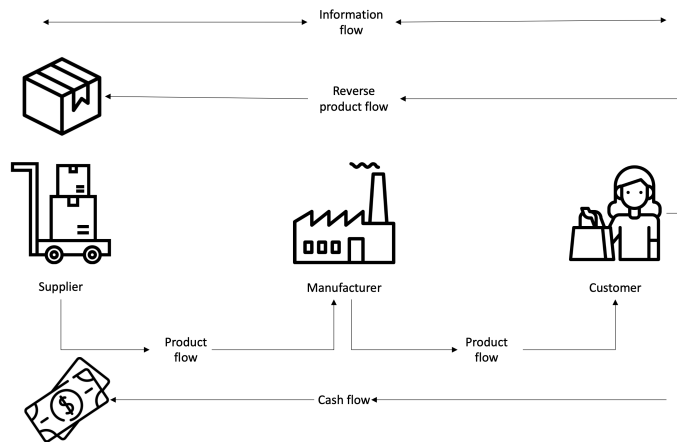 Information
flow
Reverse
product flow
Supplier
Manufacturer
Customer
Product
flow
Product
flow
Cash flow
$